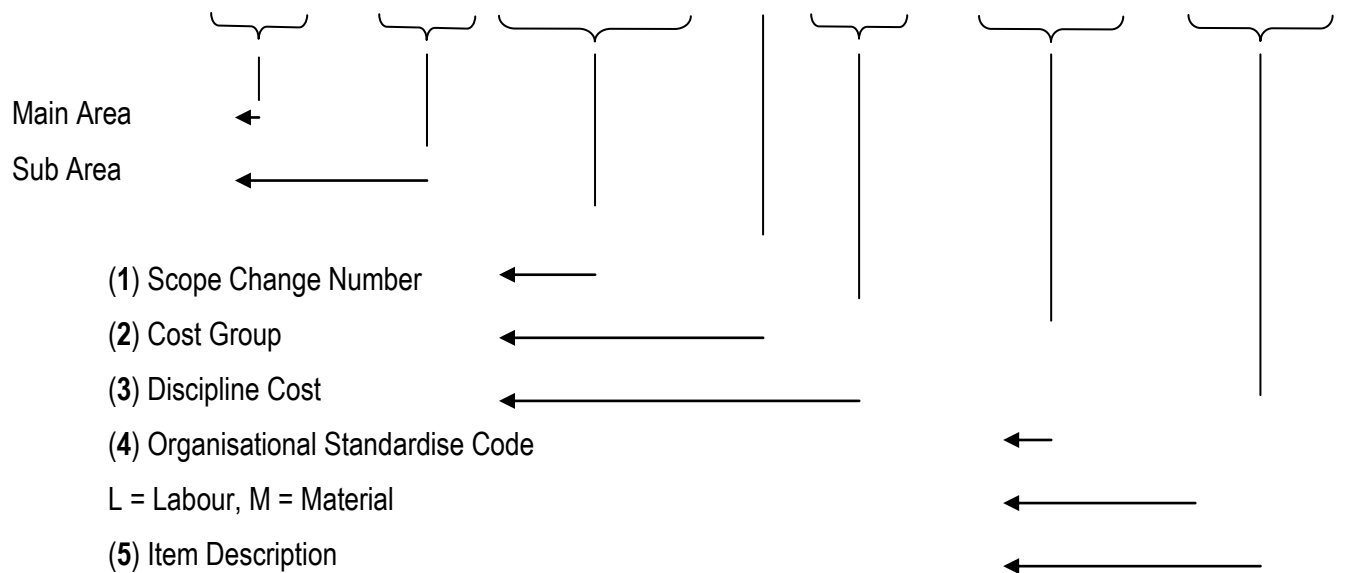 Main Area
Sub Area
(1) Scope Change Number
(2) Cost Group
(3) Discipline Cost
(4) Organisational Standardise Code
L = Labour, M = Material
(5) Item Description